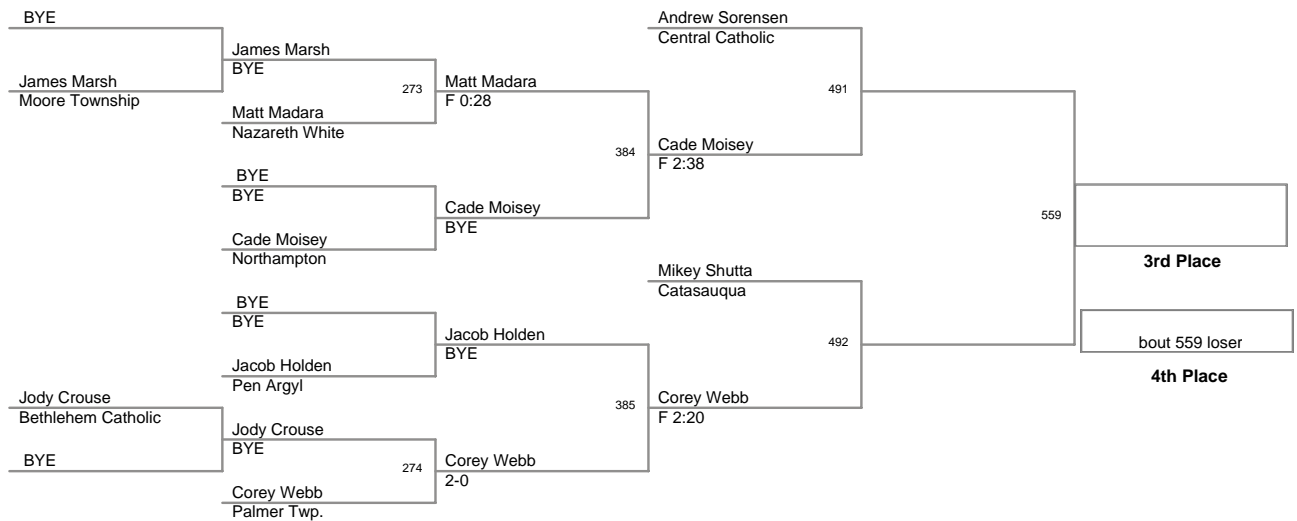 BYE
James Marsh
Moore Township
James Marsh
BYE
273
Matt Madara
Nazareth White
Matt Madara
F 0:28
BYE
BYE
Cade Moisey
Northampton
Cade Moisey
BYE
384
Andrew Sorensen
Central Catholic
491
Cade Moisey
F 2:38
BYE
BYE
Jacob Holden
Pen Argyl
Jacob Holden
BYE
Jody Crouse
Bethlehem Catholic
BYE
Jody Crouse
BYE
274
Corey Webb
Palmer Twp.
Corey Webb
2-0
385
Mikey Shutta
Catasauqua
492
Corey Webb
F 2:20
559
3rd Place
bout 559 loser
4th Place